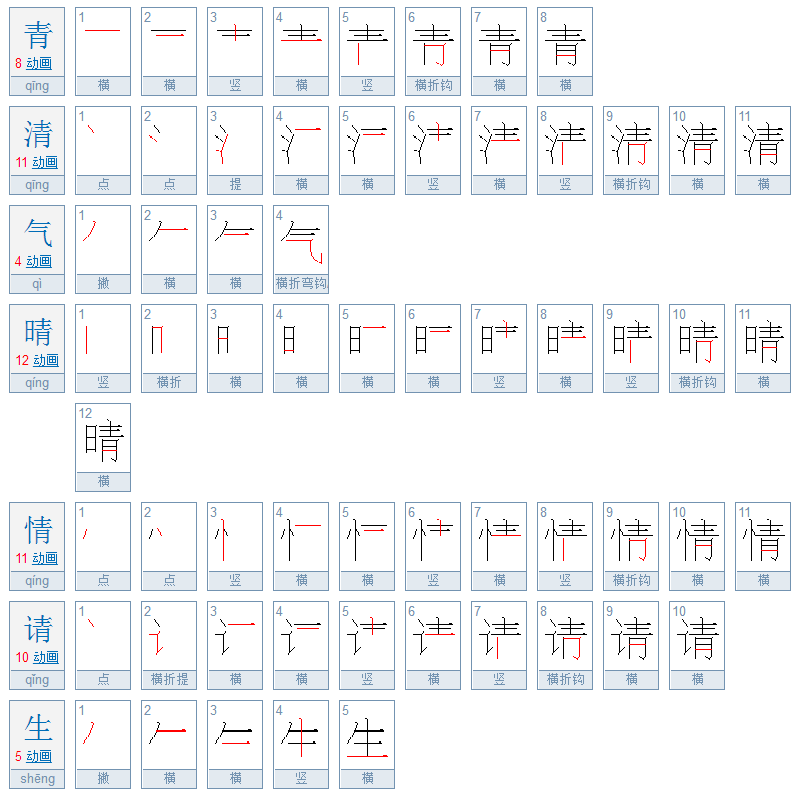 青 1 2 3 4 5 6 7 8
8 动画
qīng 横 横 竖 横 竖 横折钩 横 横
清 1 2 3 4 5 6 7 8 9 10 11
11 动画
qīng 点 点 提 横 横 竖 横 竖 横折钩 横 横
气 1 2 3 4
4 动画
qì 撇 横 横 横折弯钩
晴 1 2 3 4 5 6 7 8 9 10 11
12 动画
qíng 竖 横折 横 横 横 横 竖 横 竖 横折钩 横
12
横
情 1 2 3 4 5 6 7 8 9 10 11
11 动画
qíng 点 点 竖 横 横 竖 横 竖 横折钩 横 横
请 1 2 3 4 5 6 7 8 9 10
10 动画
qǐng 点 横折提 横 横 竖 横 竖 横折钩 横 横
生 1 2 3 4 5
5 动画
shēng 撇 横 横 竖 横